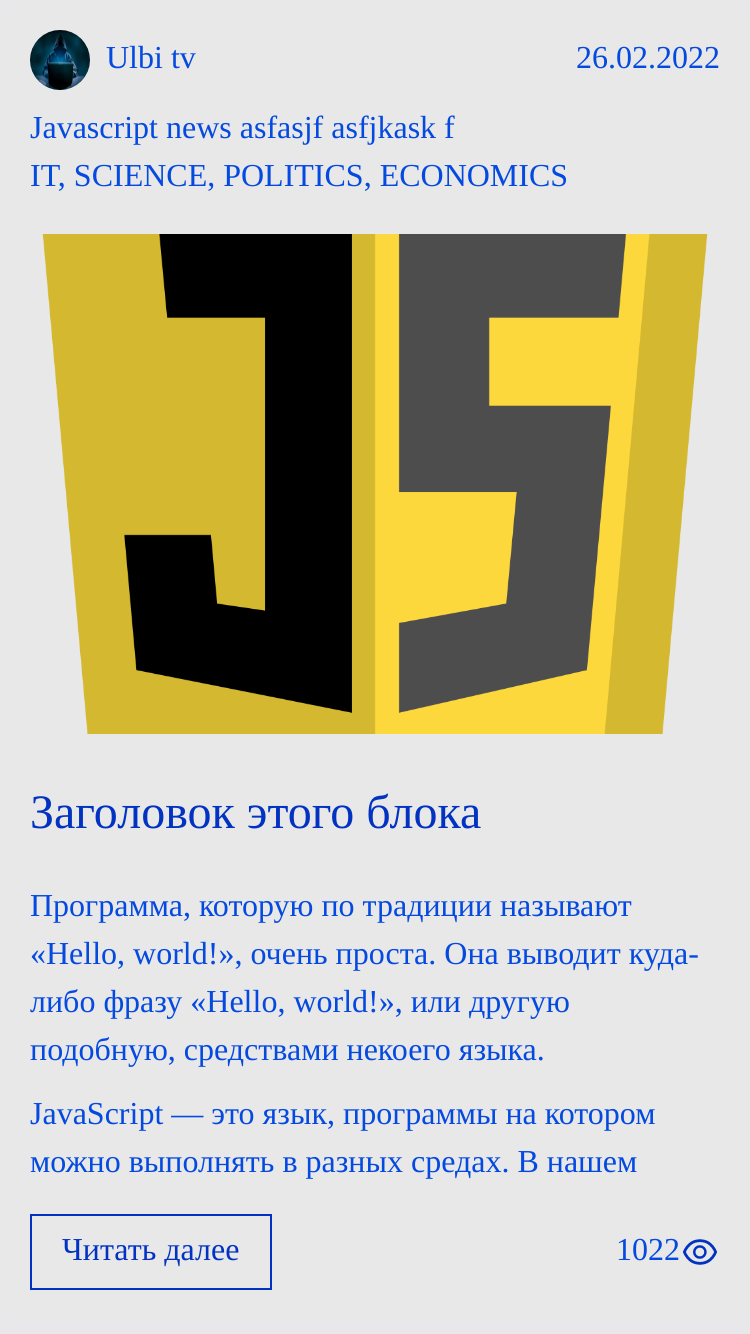 Ulbi tv
26.02.2022
Javascript news asfasjf asfjkask f
IT, SCIENCE, POLITICS, ECONOMICS
JS
Заголовок этого блока
Программа, которую по традиции называют
«Hello, world!», очень проста. Она выводит куда-
либо фразу «Hello, world!», или другую
подобную, средствами некоего языка.
JavaScript — это язык, программы на котором
можно выполнять в разных средах. В нашем
Читать далее
1022